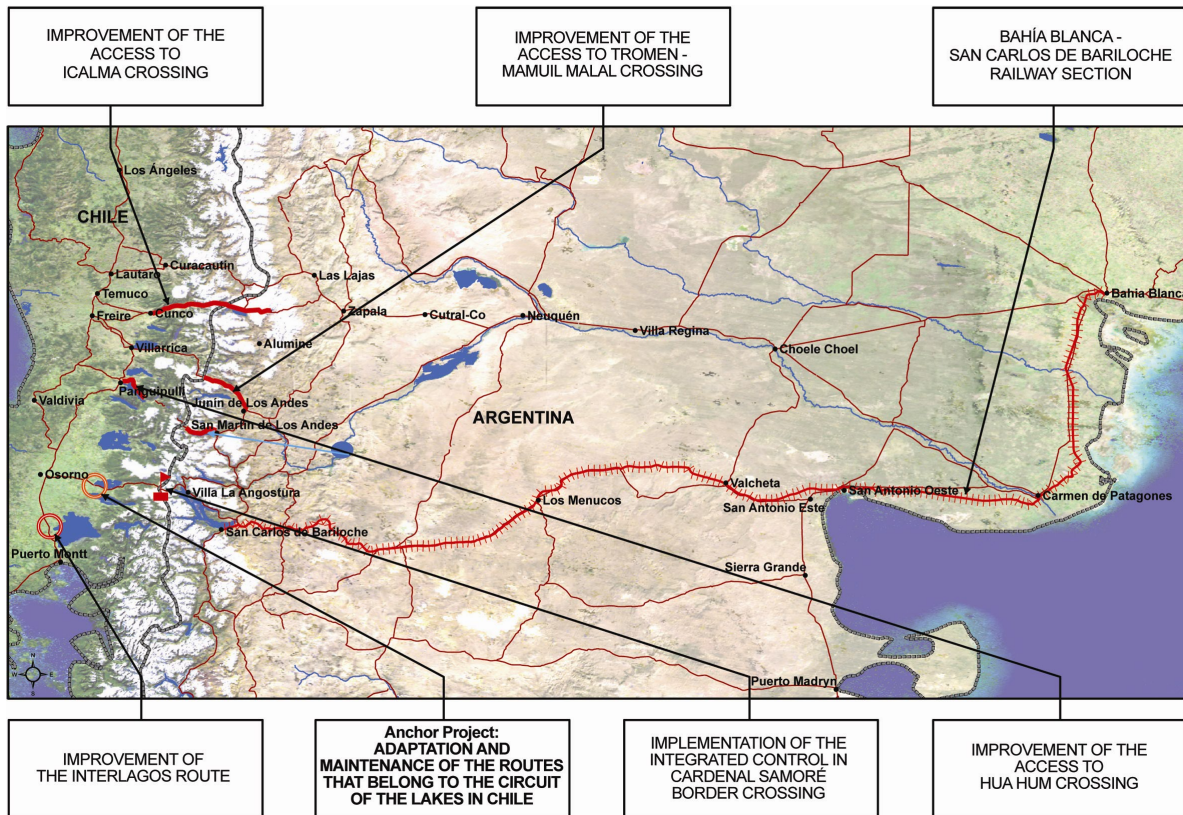 IMPROVEMENT OF THE
ACCESS TO
ICALMA CROSSING
IMPROVEMENT OF THE
ACCESS TO TROMEN -
MAMUIL MALAL CROSSING
BAHÍA BLANCA -
SAN CARLOS DE BARILOCHE
RAILWAY SECTION
Los Ángeles
CHILE
Curacautín
Lautaro
Las Lajas
Temuco
Bahia Blanca
Freire
Cunco
Zapala
Cutral-Co
Neuquén
Villa Regina
Villarrica
Alumine
Choele Choel
Panguipulli
Valdivia
Junín de Los Andes
ARGENTINA
San Martín de Los Andes
Osorno
Villa La Angostura
Valcheta
San Antonio Oeste
Los Menucos
San Antonio Este
Carmen de Patagones
San Carlos de Bariloche
Puerto Montt
Sierra Grande
N
W
E
S
Puerto Madryn
IMPROVEMENT OF
THE INTERLAGOS ROUTE
Anchor Project:
ADAPTATION AND
MAINTENANCE OF THE ROUTES
THAT BELONG TO THE CIRCUIT
OF THE LAKES IN CHILE
IMPLEMENTATION OF THE
INTEGRATED CONTROL IN
CARDENAL SAMORÉ
BORDER CROSSING
IMPROVEMENT OF THE
ACCESS TO
HUA HUM CROSSING